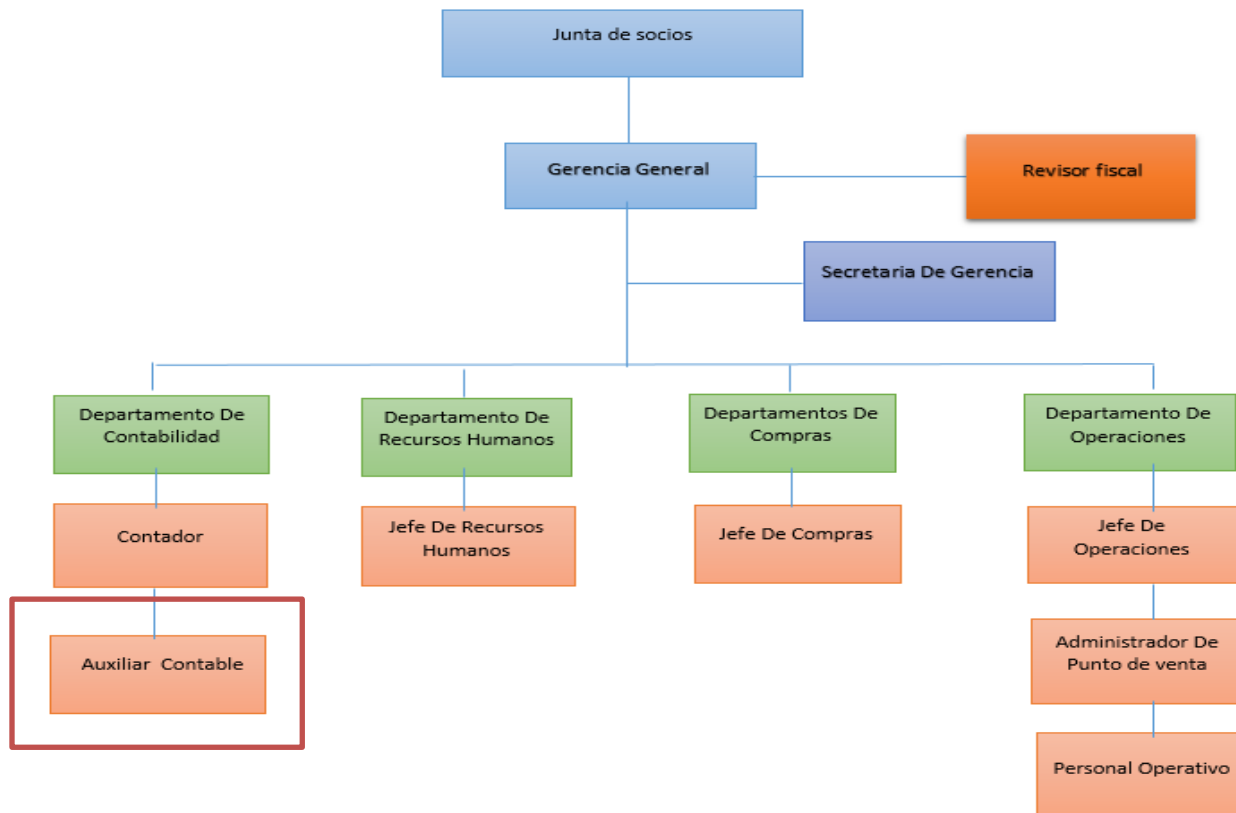 Junta de socios
Gerencia General
Revisor fiscal
Secretaria De Gerencia
Departamento De
Contabilidad
Departamento De
Recursos Humanos
Departamentos De
Compras
Departamento De
Operaciones
Contador
Jefe De Recursos
Humanos
Jefe De Compras
Jefe De
Operaciones
Auxiliar Contable
Administrador De
Punto de venta
Personal Operativo